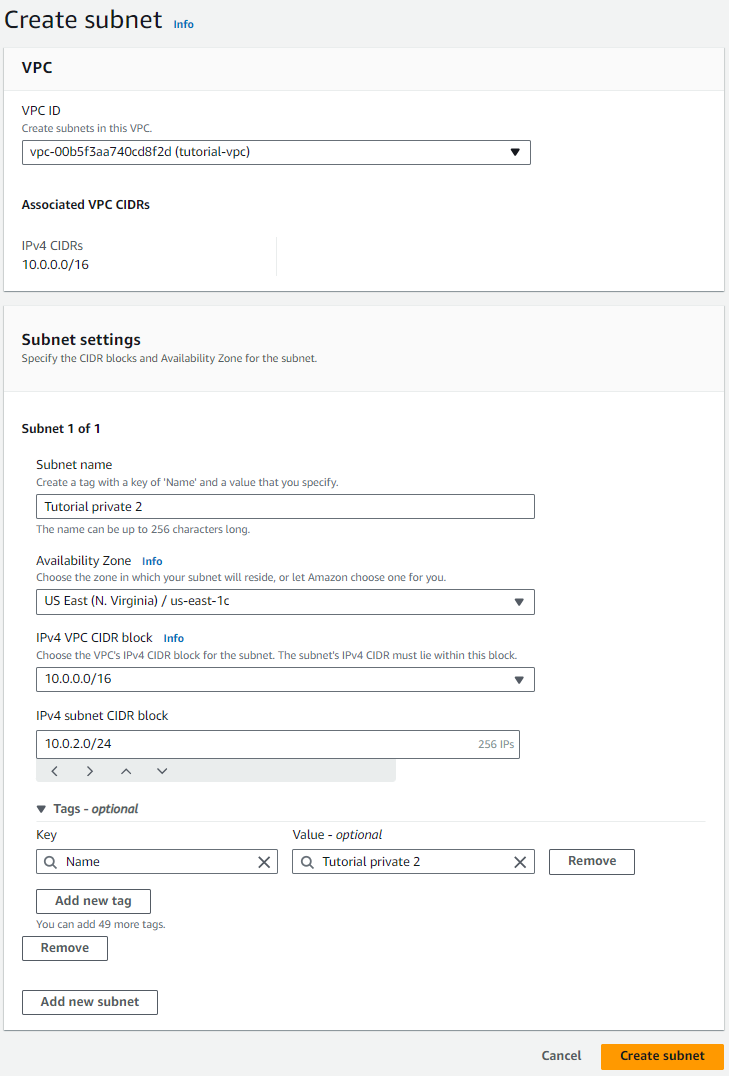 Create subnet Info
VPC
VPC ID
Create subnets in this VPC.
vpc-00b5f3aa740cd8f2d (tutorial-vpc)
Associated VPC CIDRs
IPv4 CIDRs
10.0.0.0/16
Subnet settings
Specify the CIDR blocks and Availability Zone for the subnet.
Subnet 1 of 1
Subnet name
Create a tag with a key of 'Name' and a value that you specify.
Tutorial private 2
The name can be up to 256 characters long.
Availability Zone Info
Choose the zone in which your subnet will reside, or let Amazon choose one for you.
US East (N. Virginia) / us-east-1c
IPv4 VPC CIDR block Info
Choose the VPC's IPv4 CIDR block for the subnet. The subnet's IPv4 CIDR must lie within this block.
10.0.0.0/16
IPv4 subnet CIDR block
10.0.2.0/24 256 IPs
Tags - optional
Key Value - optional
Name Tutorial private 2 Remove
Add new tag
You can add 49 more tags.
Remove
Add new subnet
Cancel Create subnet